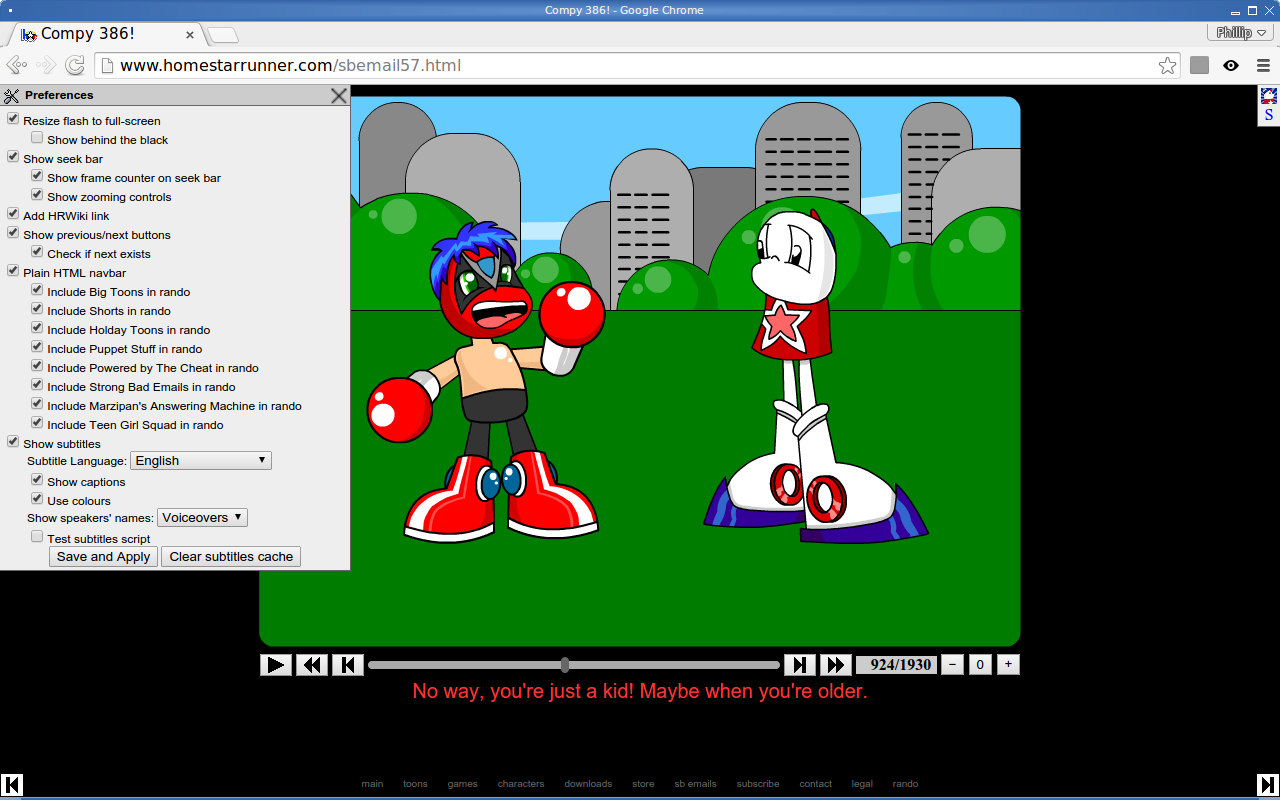 Compy 386! - Google Chrome
Compy 386!
Phillip
www.homestarrunner.com/sbemail57.html
Preferences
S
Resize flash to full-screen
Show behind the black
Show seek bar
Show frame counter on seek bar
Show zooming controls
Add HRWiki link
Show previous/next buttons
Check if next exists
Plain HTML navbar
Include Big Toons in rando
Include Shorts in rando
Include Holday Toons in rando
Include Puppet Stuff in rando
Include Powered by The Cheat in rando
Include Strong Bad Emails in rando
Include Marzipan's Answering Machine in rando
Include Teen Girl Squad in rando
Show subtitles
Subtitle Language: English
Show captions
Use colours
Show speakers' names: Voiceovers
Test subtitles script
Save and Apply Clear subtitles cache
924/1930 − 0 +
No way, you're just a kid! Maybe when you're older.
main toons games characters downloads store sb emails subscribe contact legal rando